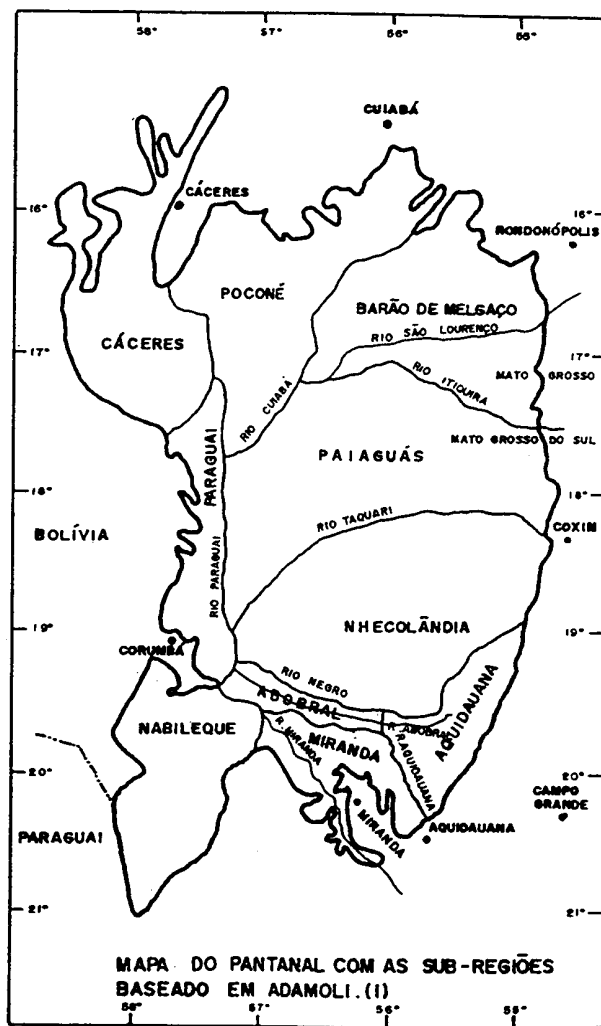 58° 57° 56° 55°
CUIABÁ
CÁCERES
16° 16°
RONDONÓPOLIS
POCONÉ
BARÃO DE MELGAÇO
RIO SÃO LOURENÇO
CÁCERES
17° 17°
RIO CUIABÁ
RIO ITIQUIRA
MATO GROSSO
MATO GROSSO DO SUL
PARAGUAI
PAIAGUÁS
18° 18°
BOLÍVIA
RIO TAQUARI
COXIM
RIO PARAGUAI
19° 19°
NHECOLÂNDIA
CORUMBÁ
RIO NEGRO
ABOBRAL
R. ABOBRAL
AQUIDAUANA
NABILEQUE
R. MIRANDA
MIRANDA
R. AQUIDAUANA
20° 20°
MIRANDA
CAMPO
GRANDE
PARAGUAI
AQUIDAUANA
21° 21°
MAPA DO PANTANAL COM AS SUB-REGIÕES
BASEADO EM ADAMOLI.(1)
58° 57° 56° 55°